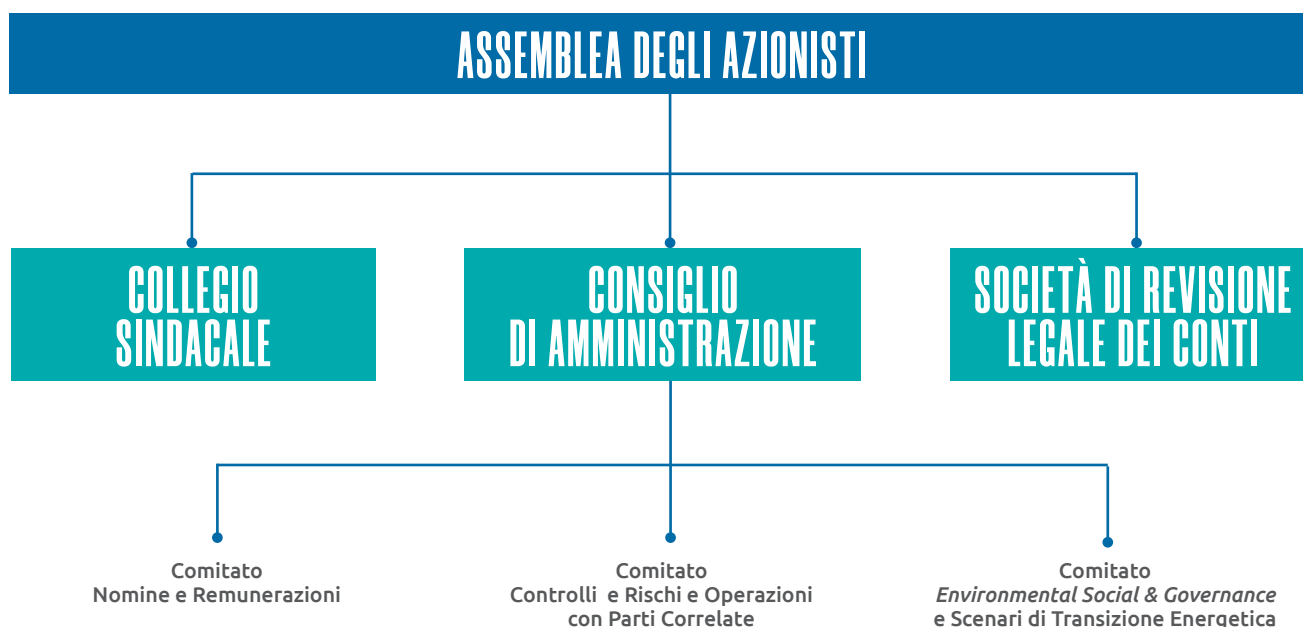 ASSEMBLEA DEGLI AZIONISTI
COLLEGIO
SINDACALE
CONSIGLIO
DI AMMINISTRAZIONE
SOCIETÀ DI REVISIONE
LEGALE DEI CONTI
Comitato
Nomine e Remunerazioni
Comitato
Controlli e Rischi e Operazioni
con Parti Correlate
Comitato
Environmental Social & Governance
e Scenari di Transizione Energetica